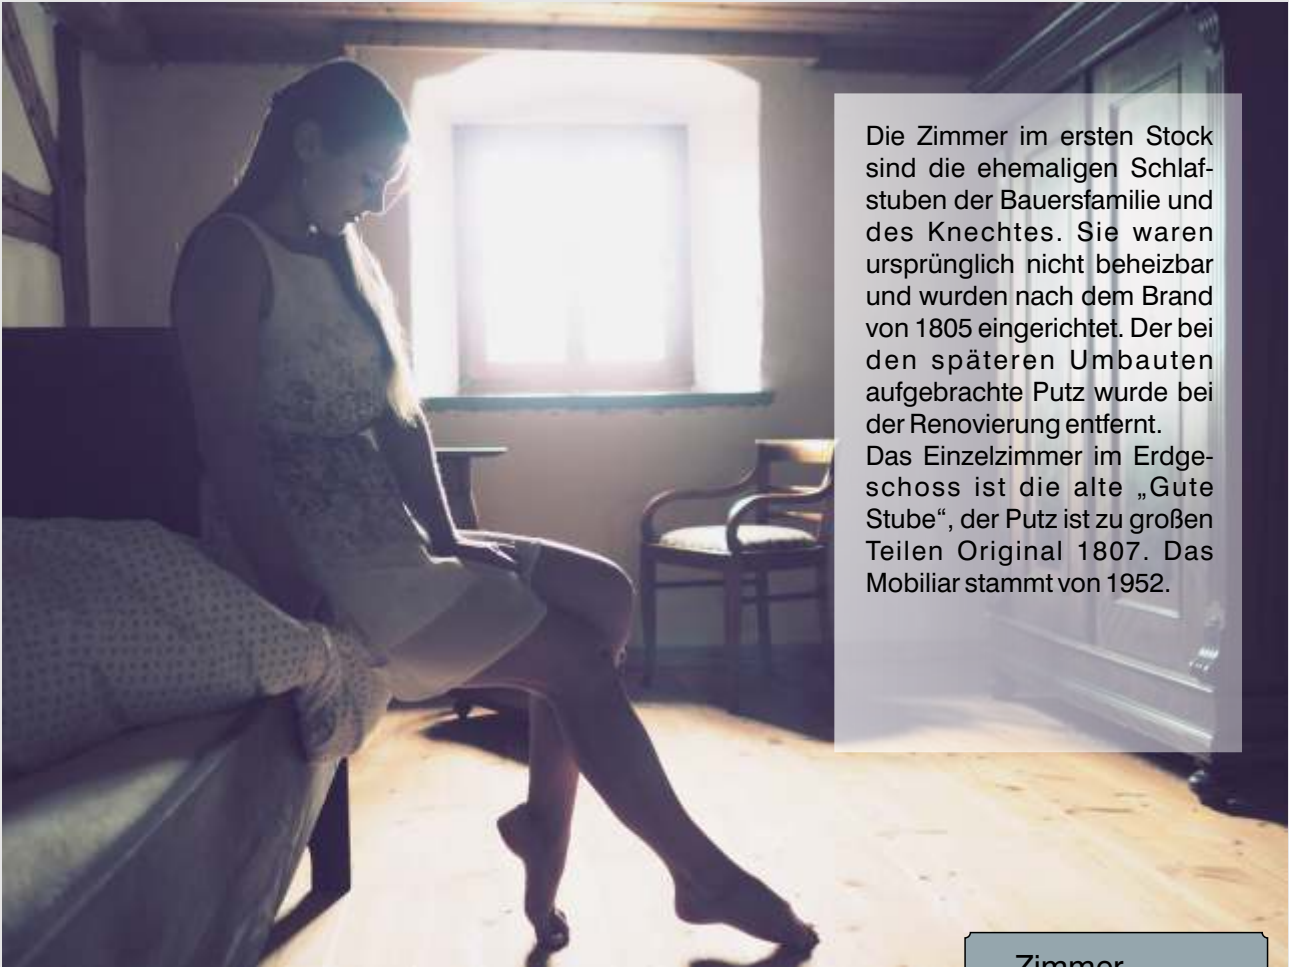 Die Zimmer im ersten Stock
sind die ehemaligen Schlaf-
stuben der Bauersfamilie und
des Knechtes. Sie waren
ursprünglich nicht beheizbar
und wurden nach dem Brand
von 1805 eingerichtet. Der bei
den späteren Umbauten
aufgebrachte Putz wurde bei
der Renovierung entfernt.
Das Einzelzimmer im Erdge-
schoss ist die alte „Gute
Stube“, der Putz ist zu großen
Teilen Original 1807. Das
Mobiliar stammt von 1952.
Zimmer